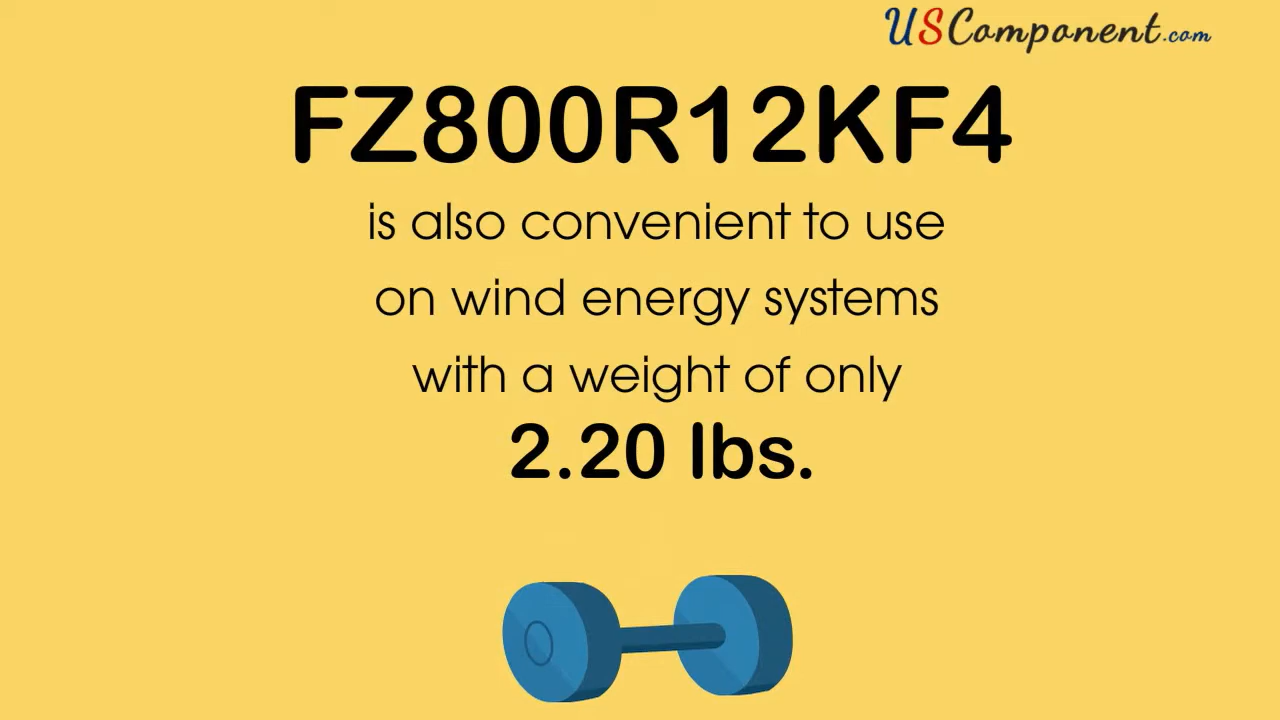 USComponent.com
FZ800R12KF4
is also convenient to use
on wind energy systems
with a weight of only
2.20 lbs.